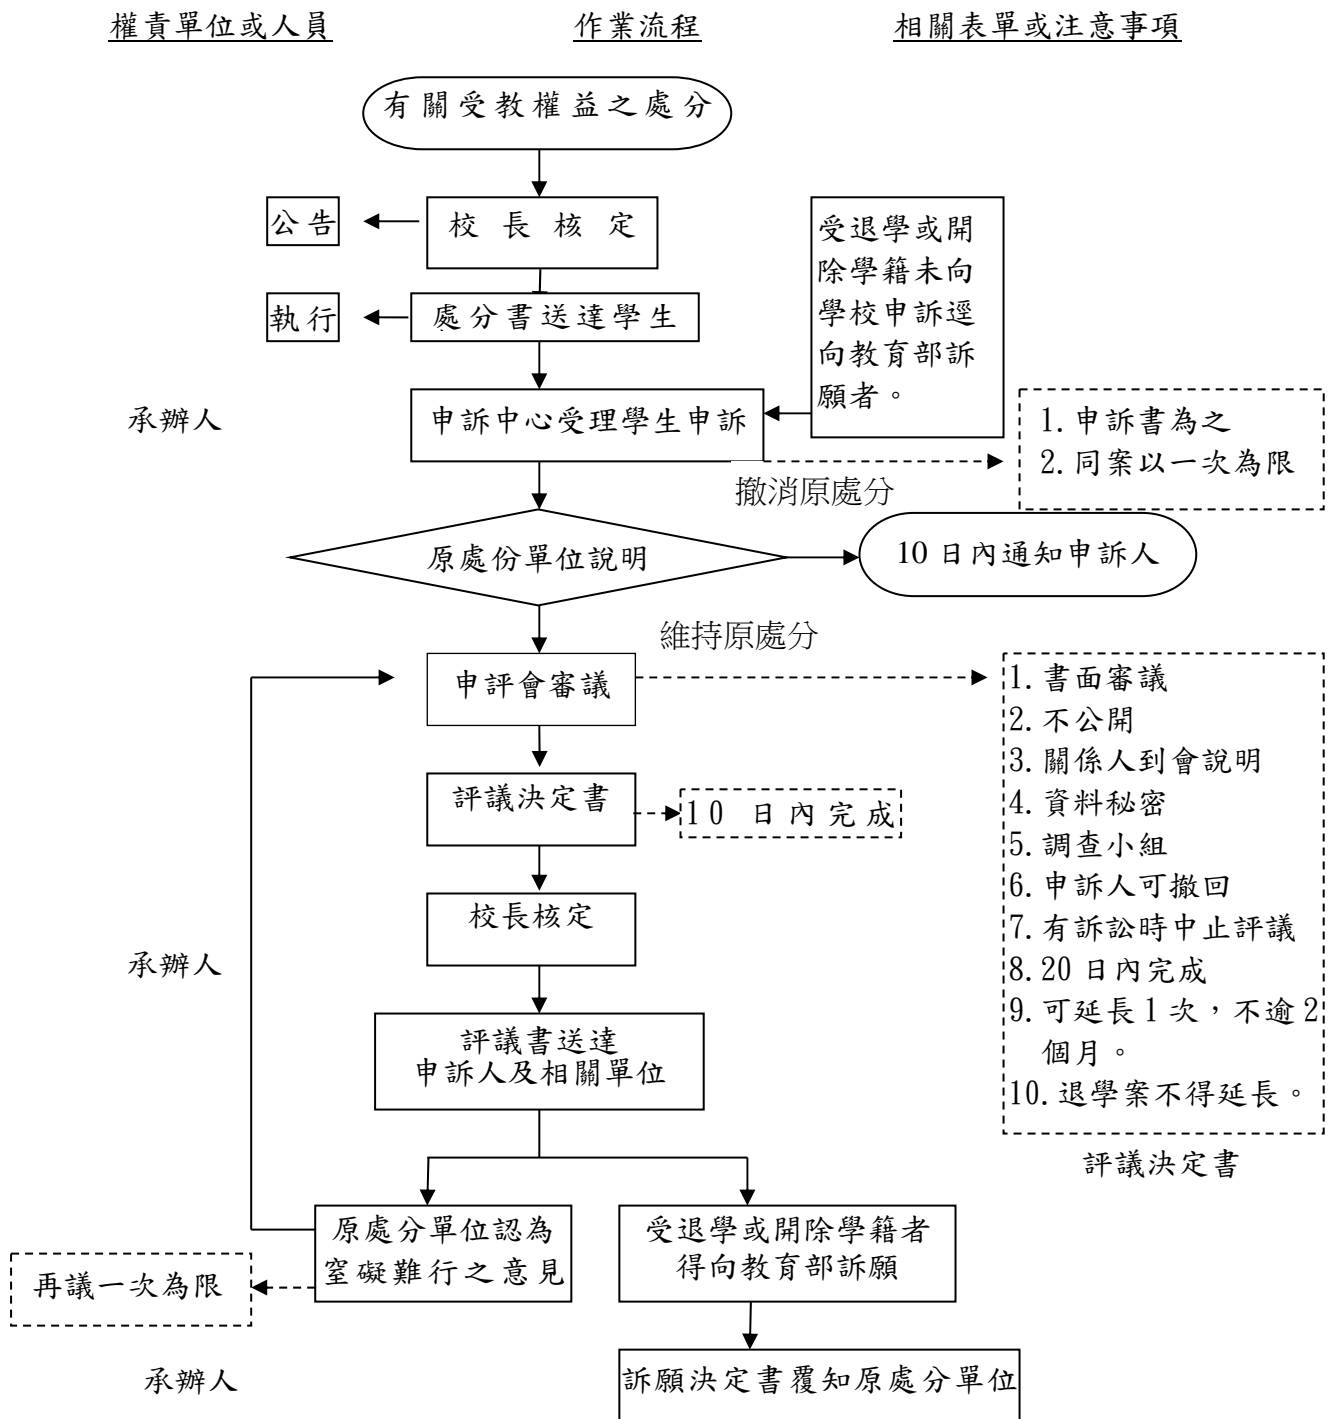 權責單位或人員
作業流程
相關表單或注意事項
有關受教權益之處分
公告
校長核定
受退學或開
除學籍未向
學校申訴逕
向教育部訴
願者。
執行
處分書送達學生
承辦人
申訴中心受理學生申訴
1.申訴書為之
2.同案以一次為限
撤消原處分
原處份單位說明
10日內通知申訴人
維持原處分
申評會審議
1.書面審議
2.不公開
3.關係人到會說明
4.資料秘密
5.調查小組
6.申訴人可撤回
7.有訴訟時中止評議
8.20日內完成
9.可延長1次，不逾2
個月。
10.退學案不得延長。
評議決定書
評議決定書
10 日內完成
校長核定
承辦人
評議書送達
申訴人及相關單位
原處分單位認為
窒礙難行之意見
受退學或開除學籍者
得向教育部訴願
再議一次為限
承辦人
訴願決定書覆知原處分單位